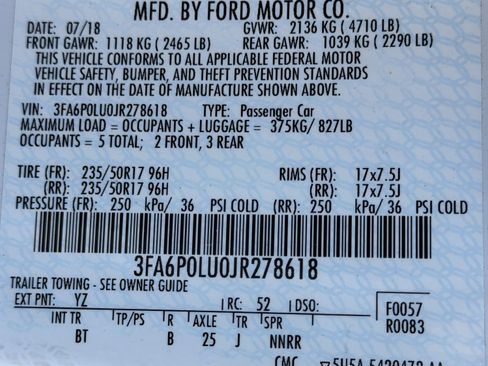 MFD. BY FORD MOTOR CO.
DATE: 07/18 GVWR: 2136 KG ( 4710 LB)
FRONT GAWR: 1118 KG ( 2465 LB) REAR GAWR: 1039 KG ( 2290 LB)
THIS VEHICLE CONFORMS TO ALL APPLICABLE FEDERAL MOTOR
VEHICLE SAFETY, BUMPER, AND THEFT PREVENTION STANDARDS
IN EFFECT ON THE DATE OF MANUFACTURE SHOWN ABOVE.
VIN: 3FA6P0LU0JR278618 TYPE: Passenger Car
MAXIMUM LOAD = OCCUPANTS + LUGGAGE = 375KG/ 827LB
OCCUPANTS = 5 TOTAL; 2 FRONT, 3 REAR
TIRE (FR): 235/50R17 96H RIMS (FR): 17x7.5J
(RR): 235/50R17 96H (RR): 17x7.5J
PRESSURE (FR): 250 kPa/ 36 PSI COLD (RR): 250 kPa/ 36 PSI COLD
3FA6P0LU0JR278618
TRAILER TOWING - SEE OWNER GUIDE
EXT PNT: YZ RC: 52 DSO: F0057
INT TR TP/PS R AXLE TR SPR R0083
BT B 25 J NNRR
CMC